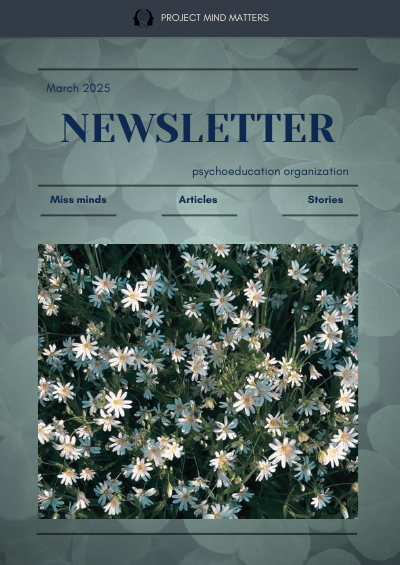 PROJECT MIND MATTERS
March 2025
NEWSLETTER
psychoeducation organization
Miss minds Articles Stories